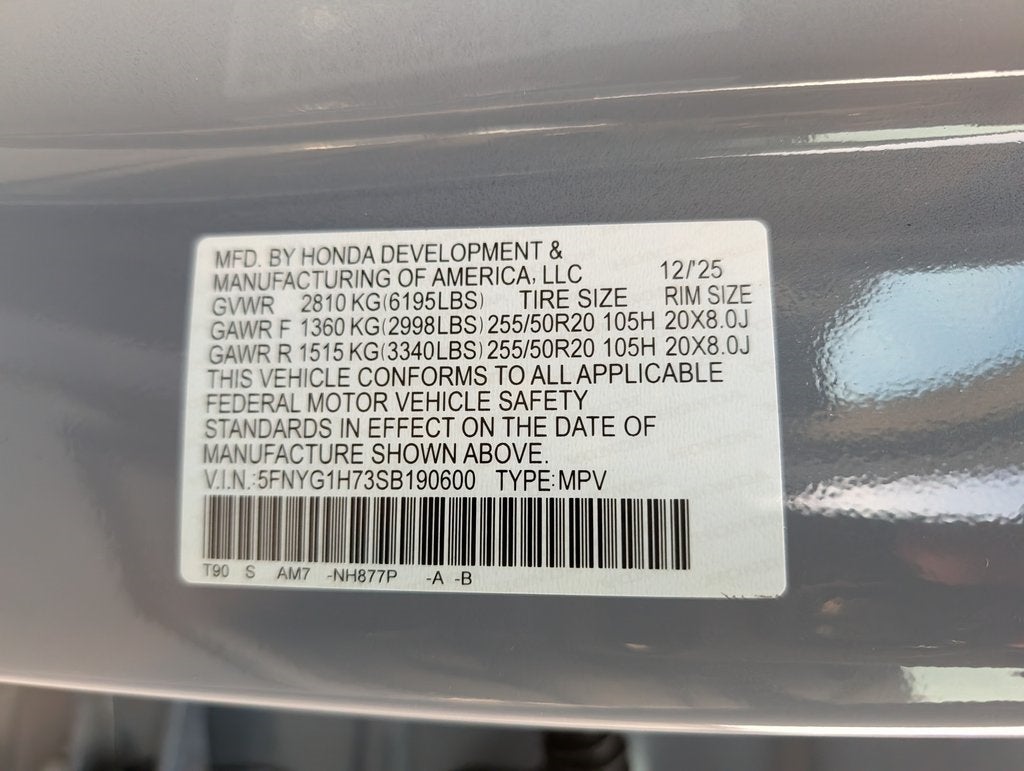 MFD. BY HONDA DEVELOPMENT &
MANUFACTURING OF AMERICA, LLC 12/'25
GVWR 2810 KG(6195LBS) TIRE SIZE RIM SIZE
GAWR F 1360 KG(2998LBS) 255/50R20 105H 20X8.0J
GAWR R 1515 KG(3340LBS) 255/50R20 105H 20X8.0J
THIS VEHICLE CONFORMS TO ALL APPLICABLE
FEDERAL MOTOR VEHICLE SAFETY
STANDARDS IN EFFECT ON THE DATE OF
MANUFACTURE SHOWN ABOVE.
V.I.N.:5FNYG1H73SB190600 TYPE:MPV
T90 S AM7 -NH877P -A -B